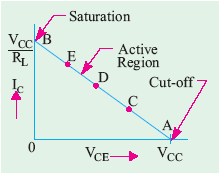 Saturation
V_CC
R_L
B
E
Active
Region
D
Cut-off
I_C
C
A
0
V_CE
V_CC